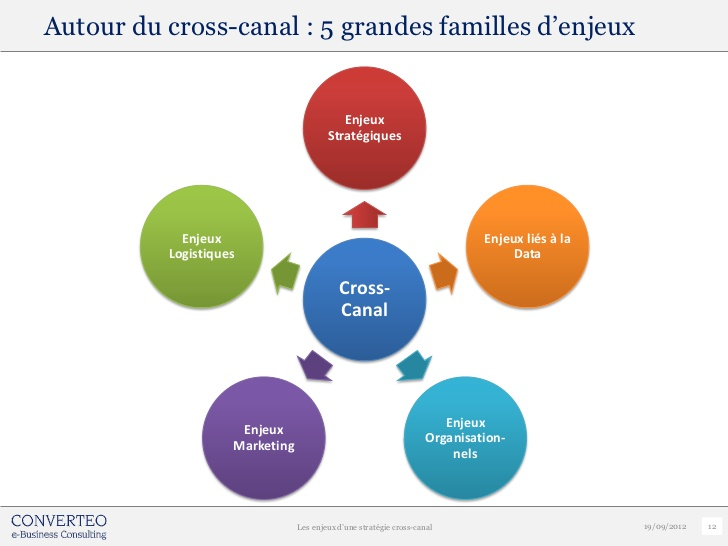 Autour du cross-canal : 5 grandes familles d’enjeux
Enjeux
Stratégiques
Enjeux
Logistiques
Enjeux liés à la
Data
Cross-
Canal
Enjeux
Marketing
Enjeux
Organisation-
nels
CONVERTEO
e-Business Consulting
Les enjeux d’une stratégie cross-canal
19/09/2012
12